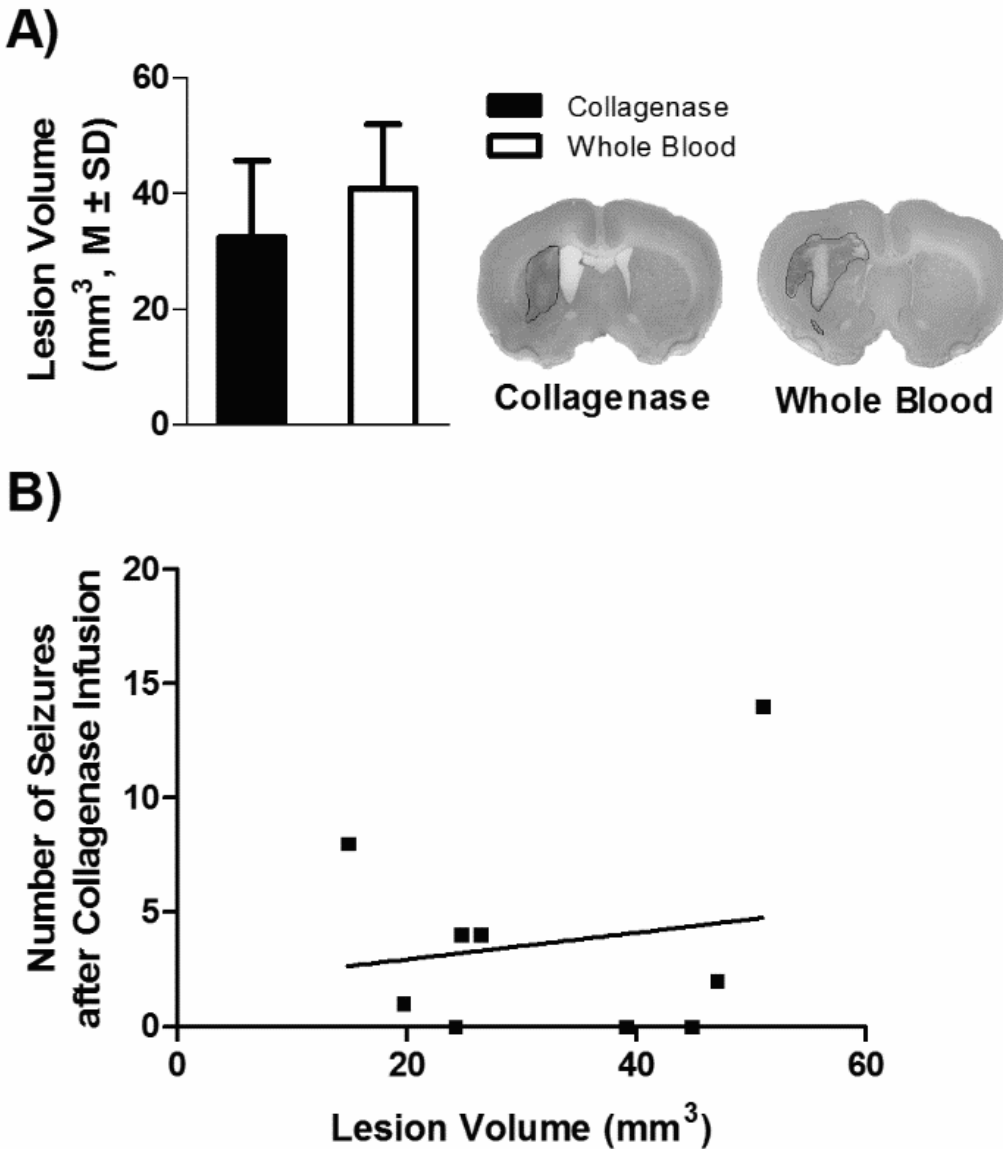 A)
Lesion Volume
(mm³, M ± SD)
60
40
20
0
Collagenase
Whole Blood
Collagenase
Whole Blood
B)
Number of Seizures
after Collagenase Infusion
20
15
10
5
0
0
20
40
60
Lesion Volume (mm³)